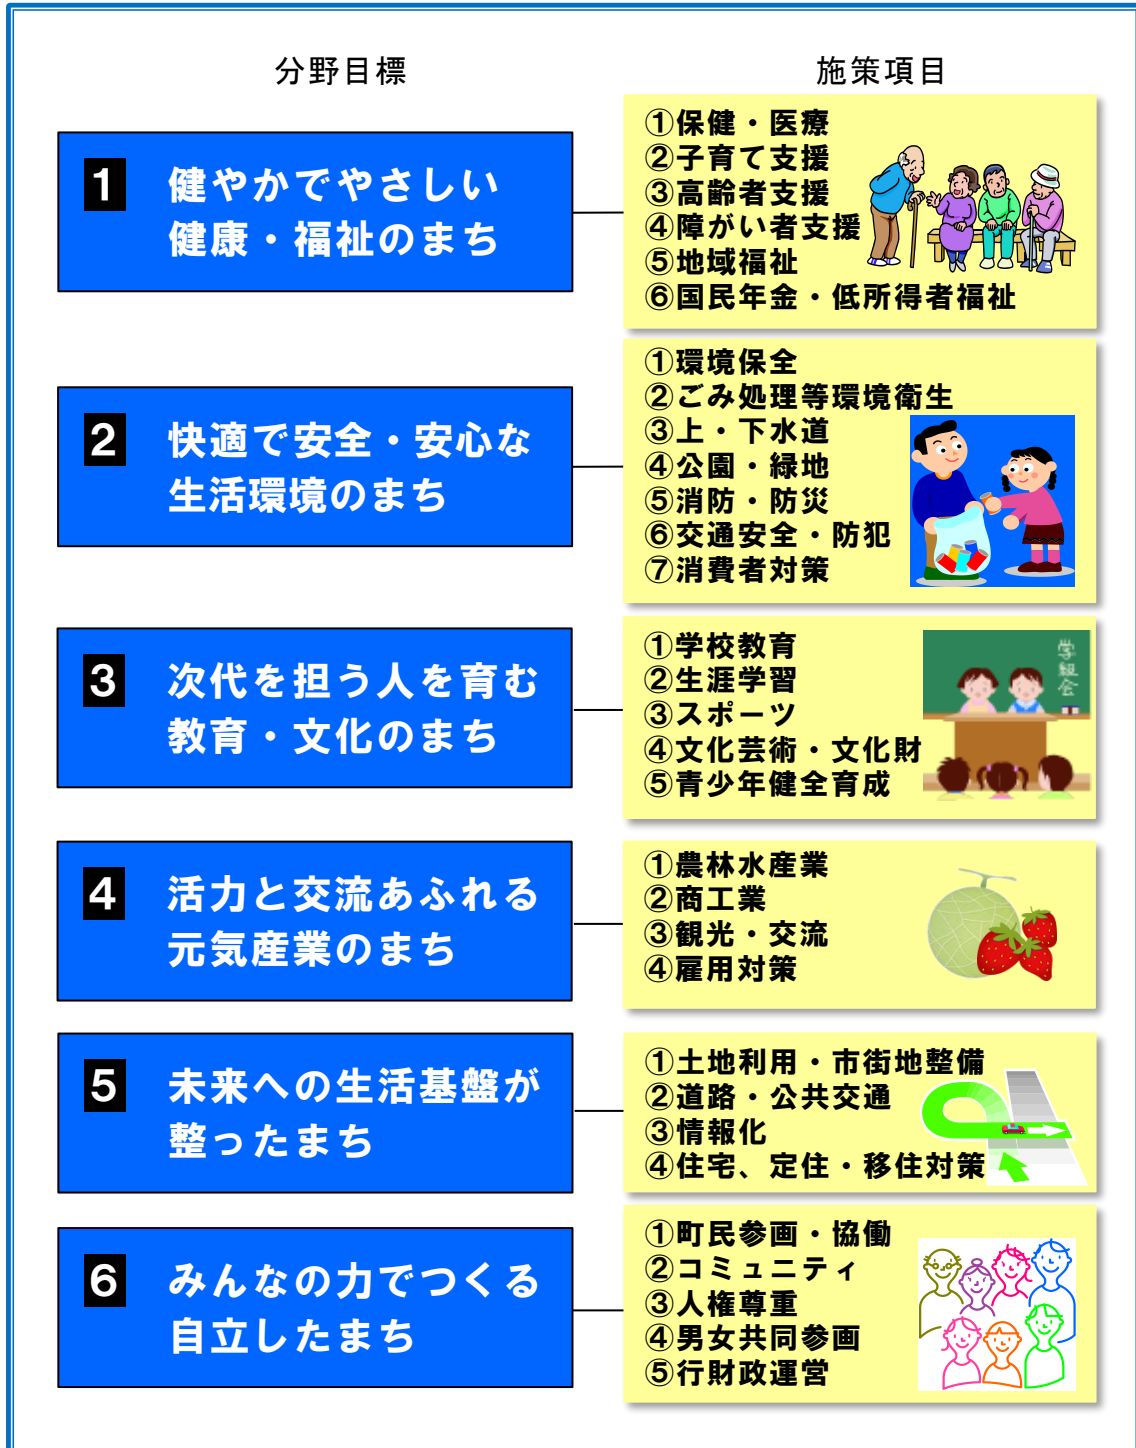 分野目標
施策項目
1 健やかでやさしい
健康・福祉のまち
①保健・医療
②子育て支援
③高齢者支援
④障がい者支援
⑤地域福祉
⑥国民年金・低所得者福祉
2 快適で安全・安心な
生活環境のまち
①環境保全
②ごみ処理等環境衛生
③上・下水道
④公園・緑地
⑤消防・防災
⑥交通安全・防犯
⑦消費者対策
3 次代を担う人を育む
教育・文化のまち
①学校教育
②生涯学習
③スポーツ
④文化芸術・文化財
⑤青少年健全育成
学級会
4 活力と交流あふれる
元気産業のまち
①農林水産業
②商工業
③観光・交流
④雇用対策
5 未来への生活基盤が
整ったまち
①土地利用・市街地整備
②道路・公共交通
③情報化
④住宅、定住・移住対策
6 みんなの力でつくる
自立したまち
①町民参画・協働
②コミュニティ
③人権尊重
④男女共同参画
⑤行財政運営